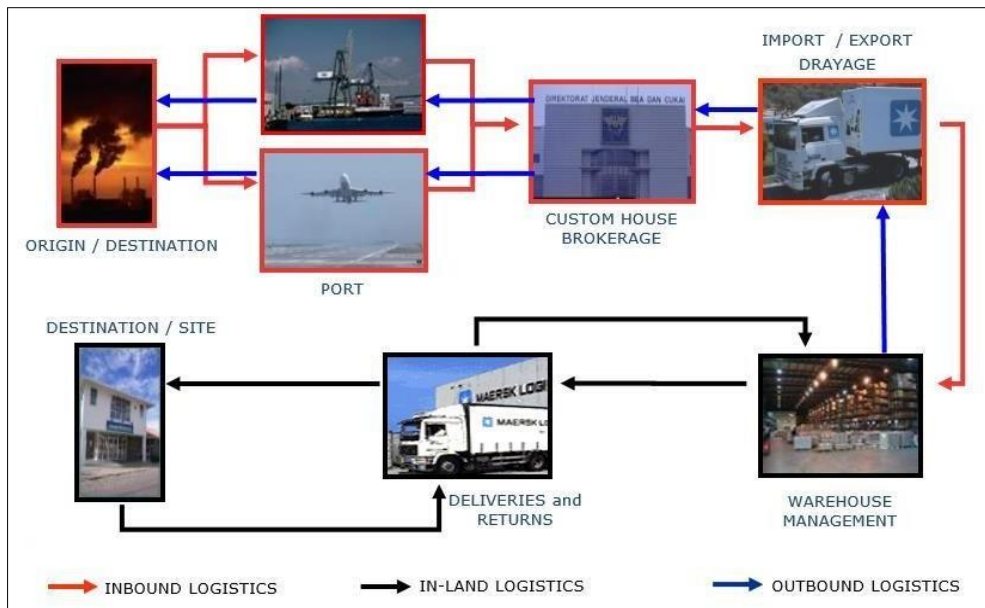 IMPORT / EXPORT
DRAYAGE
DIREKTORAT JENDERAL BEA DAN CUKAI
CUSTOM HOUSE
BROKERAGE
ORIGIN / DESTINATION
PORT
DESTINATION / SITE
MAERSK LOGI
MAERSK LO
DELIVERIES and
RETURNS
WAREHOUSE
MANAGEMENT
INBOUND LOGISTICS
IN-LAND LOGISTICS
OUTBOUND LOGISTICS